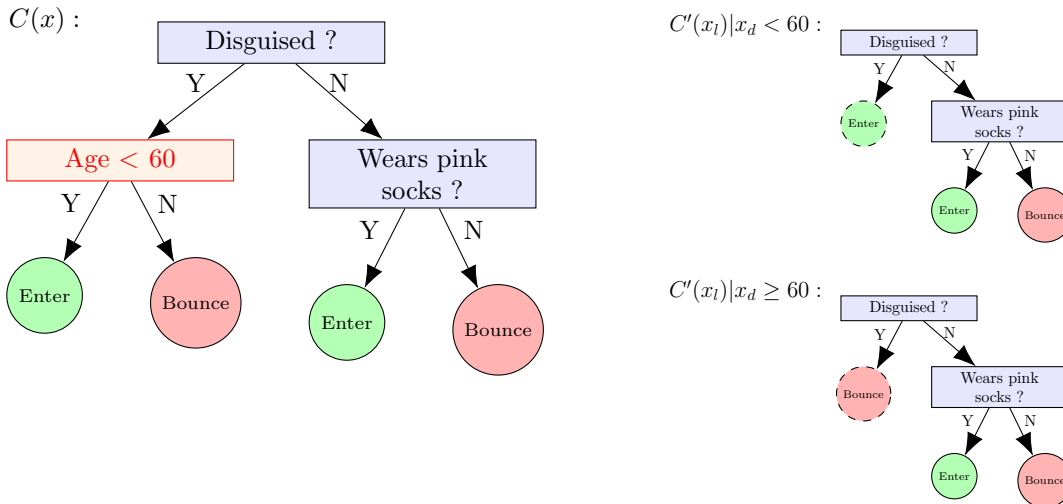 C(x) :
Disguised ?
Y
N
Age < 60
Wears pink
socks ?
Y
N
Y
N
Enter
Bounce
Enter
Bounce
C′(x_l)|x_d < 60 :
Disguised ?
Y
N
Enter
Wears pink
socks ?
Y
N
Enter
Bounce
C′(x_l)|x_d ≥ 60 :
Disguised ?
Y
N
Bounce
Wears pink
socks ?
Y
N
Enter
Bounce